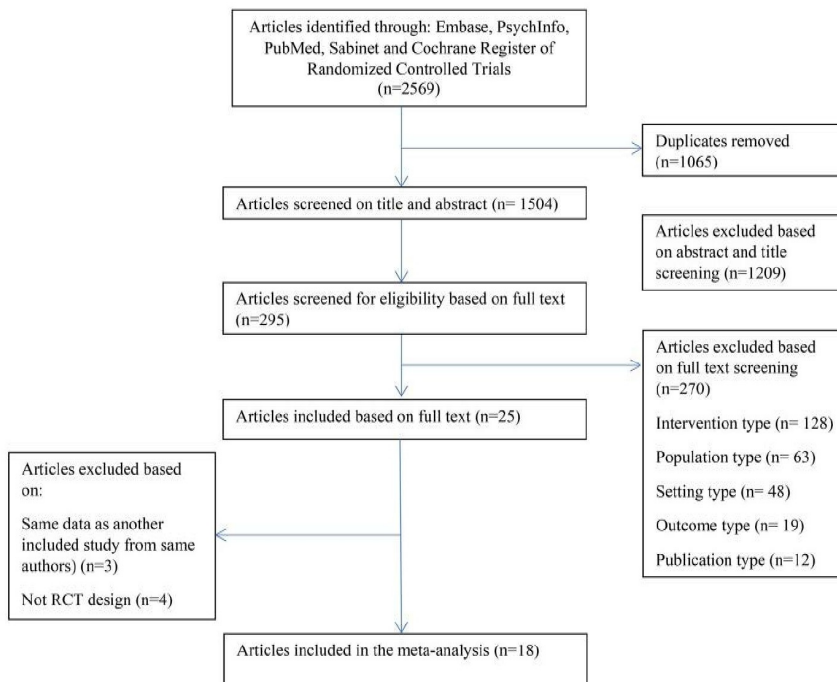 Articles identified through: Embase, PsychInfo,
PubMed, Sabinet and Cochrane Register of
Randomized Controlled Trials
(n=2569)
Duplicates removed
(n=1065)
Articles screened on title and abstract (n= 1504)
Articles excluded based
on abstract and title
screening (n=1209)
Articles screened for eligibility based on full text
(n=295)
Articles excluded based
on full text screening
(n=270)
Intervention type (n= 128)
Population type (n= 63)
Setting type (n= 48)
Outcome type (n= 19)
Publication type (n=12)
Articles included based on full text (n=25)
Articles excluded based
on:
Same data as another
included study from same
authors) (n=3)
Not RCT design (n=4)
Articles included in the meta-analysis (n=18)